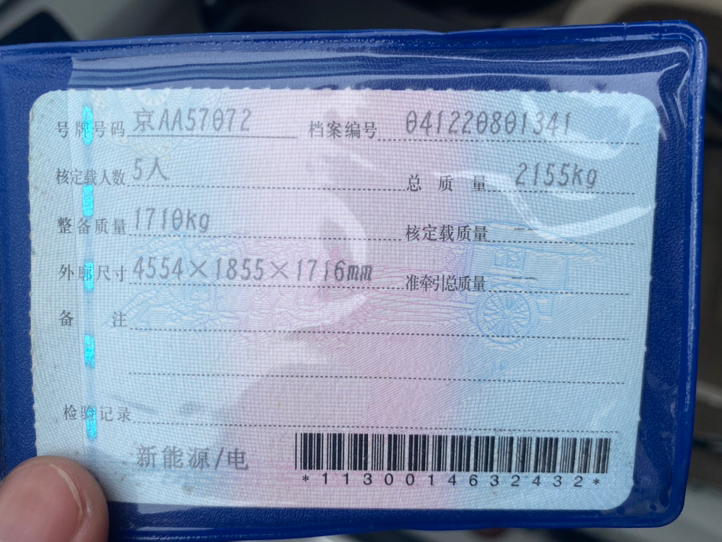 号牌号码 京AA57072 档案编号 041220801341
核定载人数 5人 总质量 2155kg
整备质量 1710kg 核定载质量 --
外廓尺寸 4554×1855×1716mm 准牵引总质量 --
备注
检验记录
新能源/电
*1130014632432*